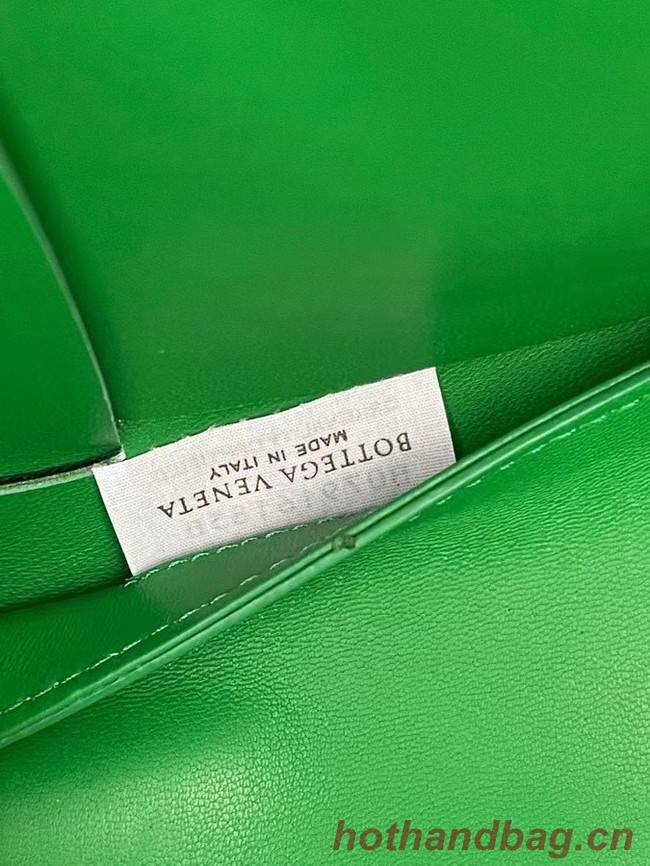 BOTTEGA VENETA
MADE IN ITALY
hothandbag.cn